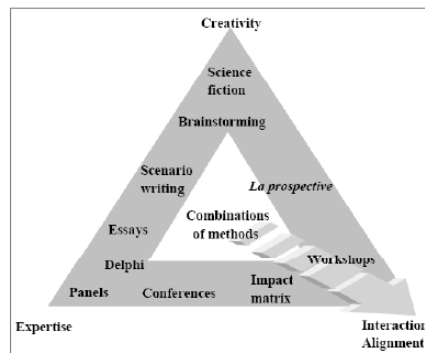 Creativity
Science
fiction
Brainstorming
Scenario
writing
La prospective
Combinations
of methods
Essays
Workshops
Delphi
Impact
matrix
Panels
Conferences
Expertise
Interaction
Alignment